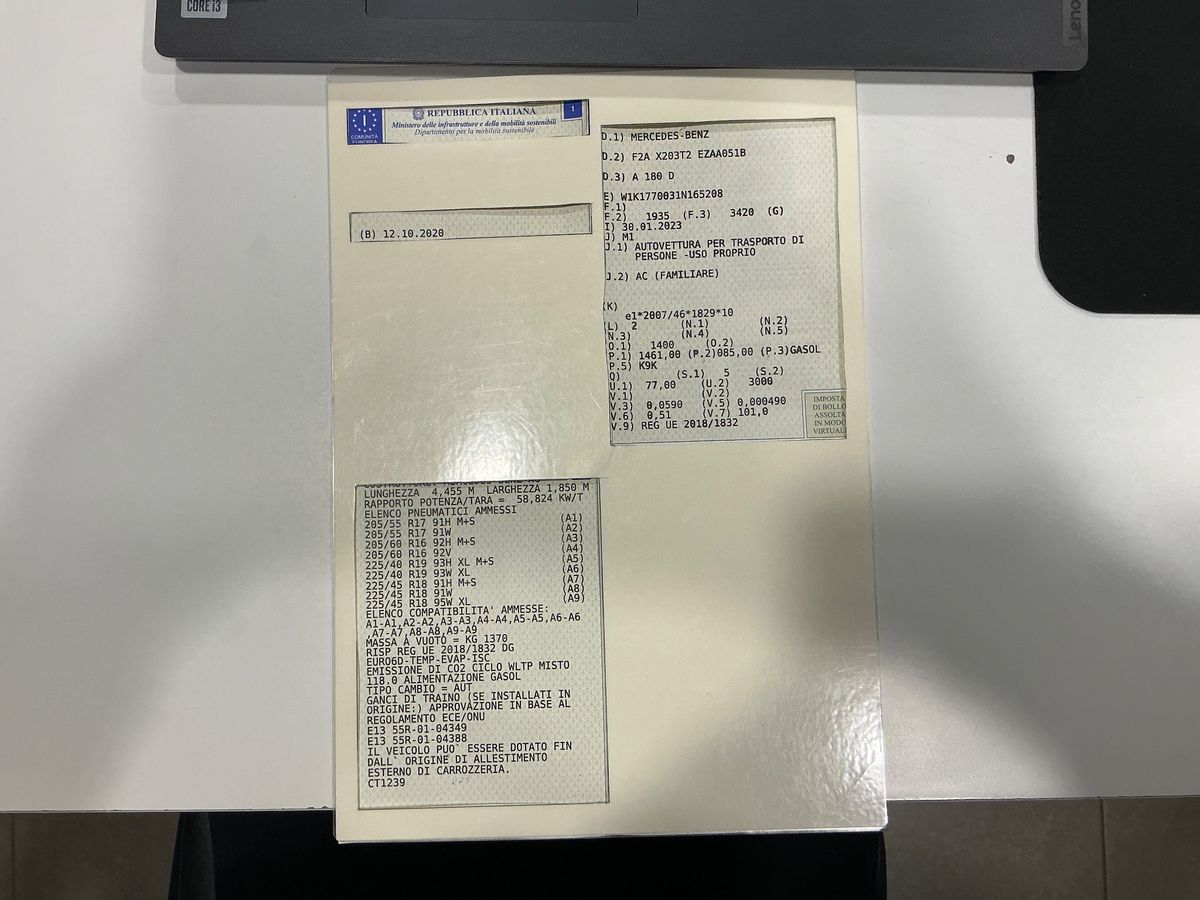 CORE i3
Leno
COMUNITÀ
EUROPEA
I
REPUBBLICA ITALIANA
1
Ministero delle infrastrutture e della mobilità sostenibili
Dipartimento per la mobilità sostenibile
(B) 12.10.2020
D.1) MERCEDES-BENZ
D.2) F2A X203T2 EZAA051B
D.3) A 180 D
E) W1K1770031N165208
F.1)
F.2) 1935 (F.3) 3420 (G)
I) 30.01.2023
J) M1
J.1) AUTOVETTURA PER TRASPORTO DI
PERSONE -USO PROPRIO
J.2) AC (FAMILIARE)
(K)
e1*2007/46*1829*10
(L) 2 (N.1) (N.2)
(N.3) (N.4) (N.5)
O.1) 1400 (O.2)
P.1) 1461,00 (P.2)085,00 (P.3)GASOL
P.5) K9K
Q) (S.1) 5 (S.2)
U.1) 77,00 (U.2) 3000
V.1) (V.2)
V.3) 0,0590 (V.5) 0,000490
V.6) 0,51 (V.7) 101,0
V.9) REG UE 2018/1832
IMPOSTA
DI BOLLO
ASSOLTA
IN MODO
VIRTUAL
LUNGHEZZA 4,455 M LARGHEZZA 1,850 M
RAPPORTO POTENZA/TARA = 58,824 KW/T
ELENCO PNEUMATICI AMMESSI
205/55 R17 91H M+S (A1)
205/55 R17 91W (A2)
205/60 R16 92H M+S (A3)
205/60 R16 92V (A4)
225/40 R19 93H XL M+S (A5)
225/40 R19 93W XL (A6)
225/45 R18 91H M+S (A7)
225/45 R18 91W (A8)
225/45 R18 95W XL (A9)
ELENCO COMPATIBILITA' AMMESSE:
A1-A1,A2-A2,A3-A3,A4-A4,A5-A5,A6-A6
,A7-A7,A8-A8,A9-A9
MASSA A VUOTO = KG 1370
RISP REG UE 2018/1832 DG
EURO6D-TEMP-EVAP-ISC
EMISSIONE DI CO2 CICLO WLTP MISTO
118.0 ALIMENTAZIONE GASOL
TIPO CAMBIO = AUT
GANCI DI TRAINO (SE INSTALLATI IN
ORIGINE:) APPROVAZIONE IN BASE AL
REGOLAMENTO ECE/ONU
E13 55R-01-04349
E13 55R-01-04388
IL VEICOLO PUO` ESSERE DOTATO FIN
DALL` ORIGINE DI ALLESTIMENTO
ESTERNO DI CARROZZERIA.
CT1239